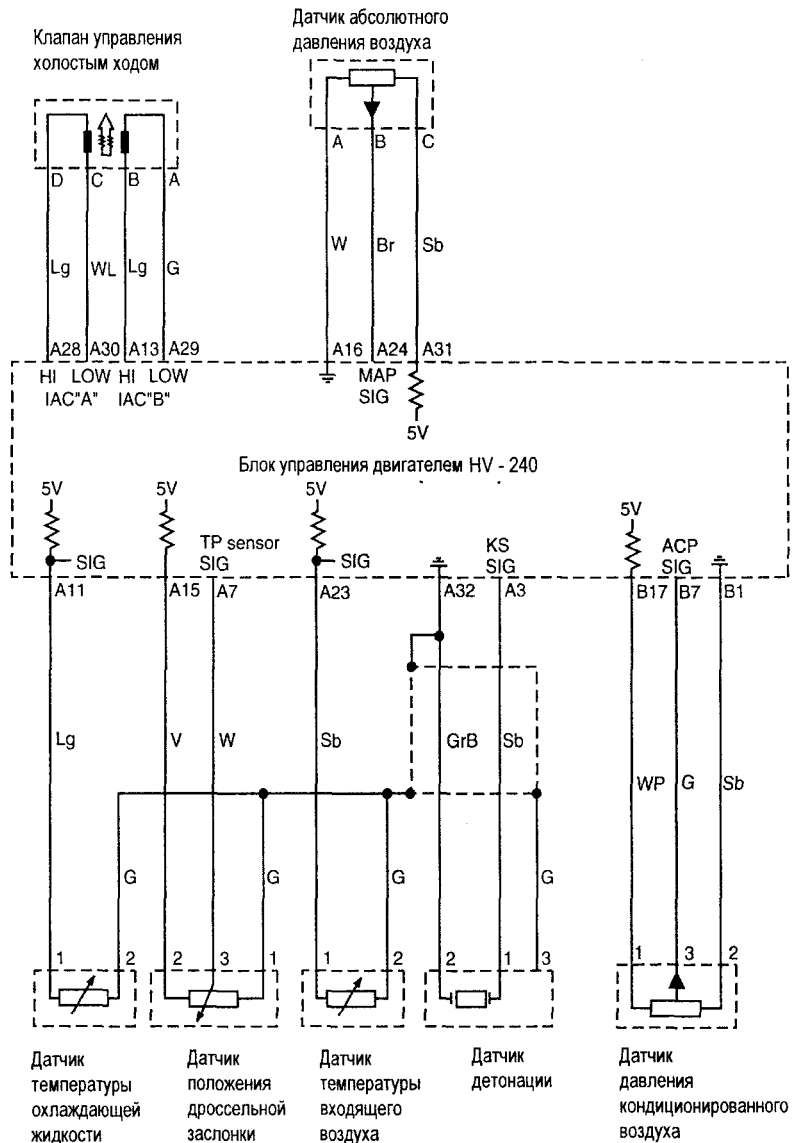 Датчик абсолютного
давления воздуха
Клапан управления
холостым ходом
A B C
D C B A
W Br Sb
Lg WL Lg G
A28 A30 A13 A29
A16 A24 A31
HI LOW HI LOW
IAC"A" IAC"B"
MAP
SIG
5V
Блок управления двигателем HV - 240
5V 5V 5V 5V
SIG
TP sensor
SIG
SIG
KS
SIG
ACP
SIG
A11 A15 A7 A23 A32 A3 B17 B7 B1
Lg V W Sb GrB Sb
WP G Sb
G G G G
1 2 2 3 1 1 2 2 1 3 1 3 2
Датчик
температуры
охлаждающей
жидкости
Датчик
положения
дроссельной
заслонки
Датчик
температуры
входящего
воздуха
Датчик
детонации
Датчик
давления
кондиционированного
воздуха